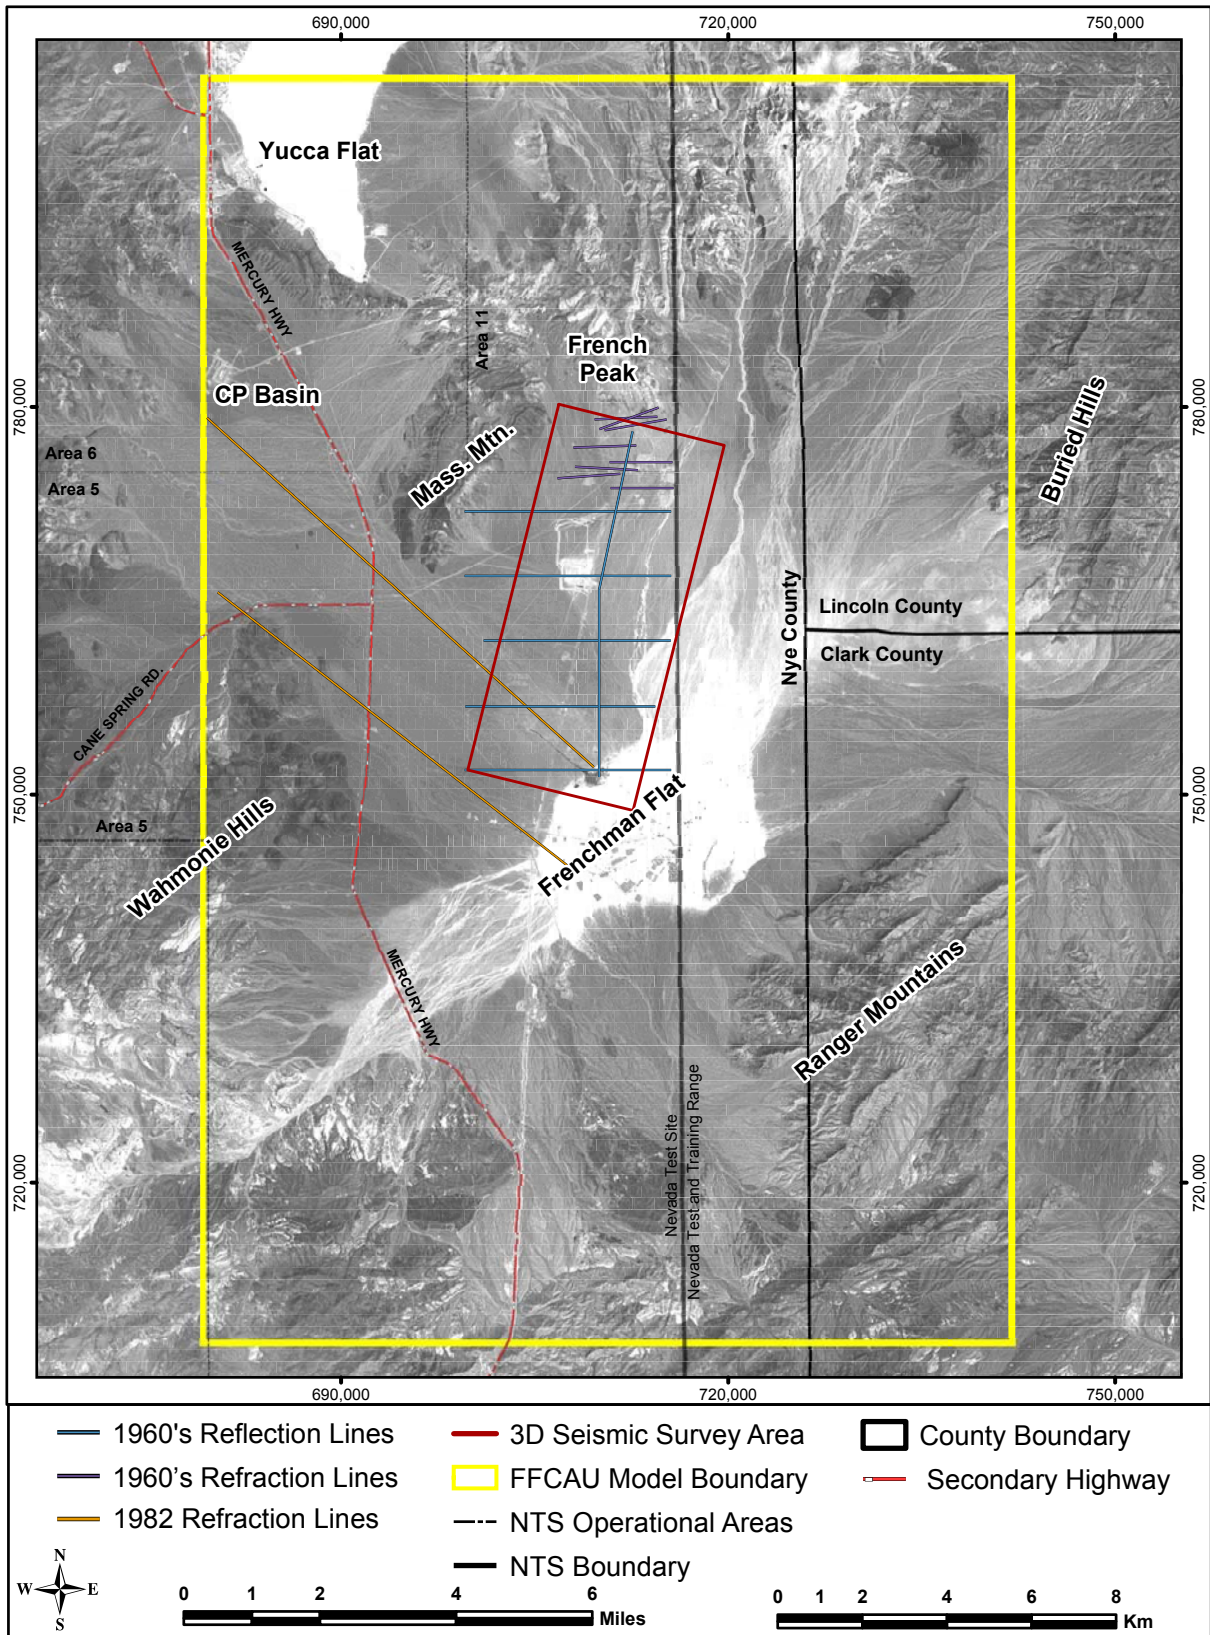 690,000
720,000
750,000
Yucca Flat
MERCURY HWY
Area 11
French
Peak
CP Basin
780,000
780,000
Buried Hills
Mass. Mtn.
Area 6
Area 5
Nye County
Lincoln County
Clark County
CANE SPRING RD.
750,000
750,000
Frenchman Flat
Area 5
Wahmonie Hills
Ranger Mountains
MERCURY HWY
Nevada Test Site
Nevada Test and Training Range
720,000
720,000
690,000
720,000
750,000
1960's Reflection Lines
3D Seismic Survey Area
County Boundary
1960’s Refraction Lines
FFCAU Model Boundary
Secondary Highway
1982 Refraction Lines
NTS Operational Areas
NTS Boundary
N
W E
S
0 1 2 4 6
Miles
0 1 2 4 6 8
Km